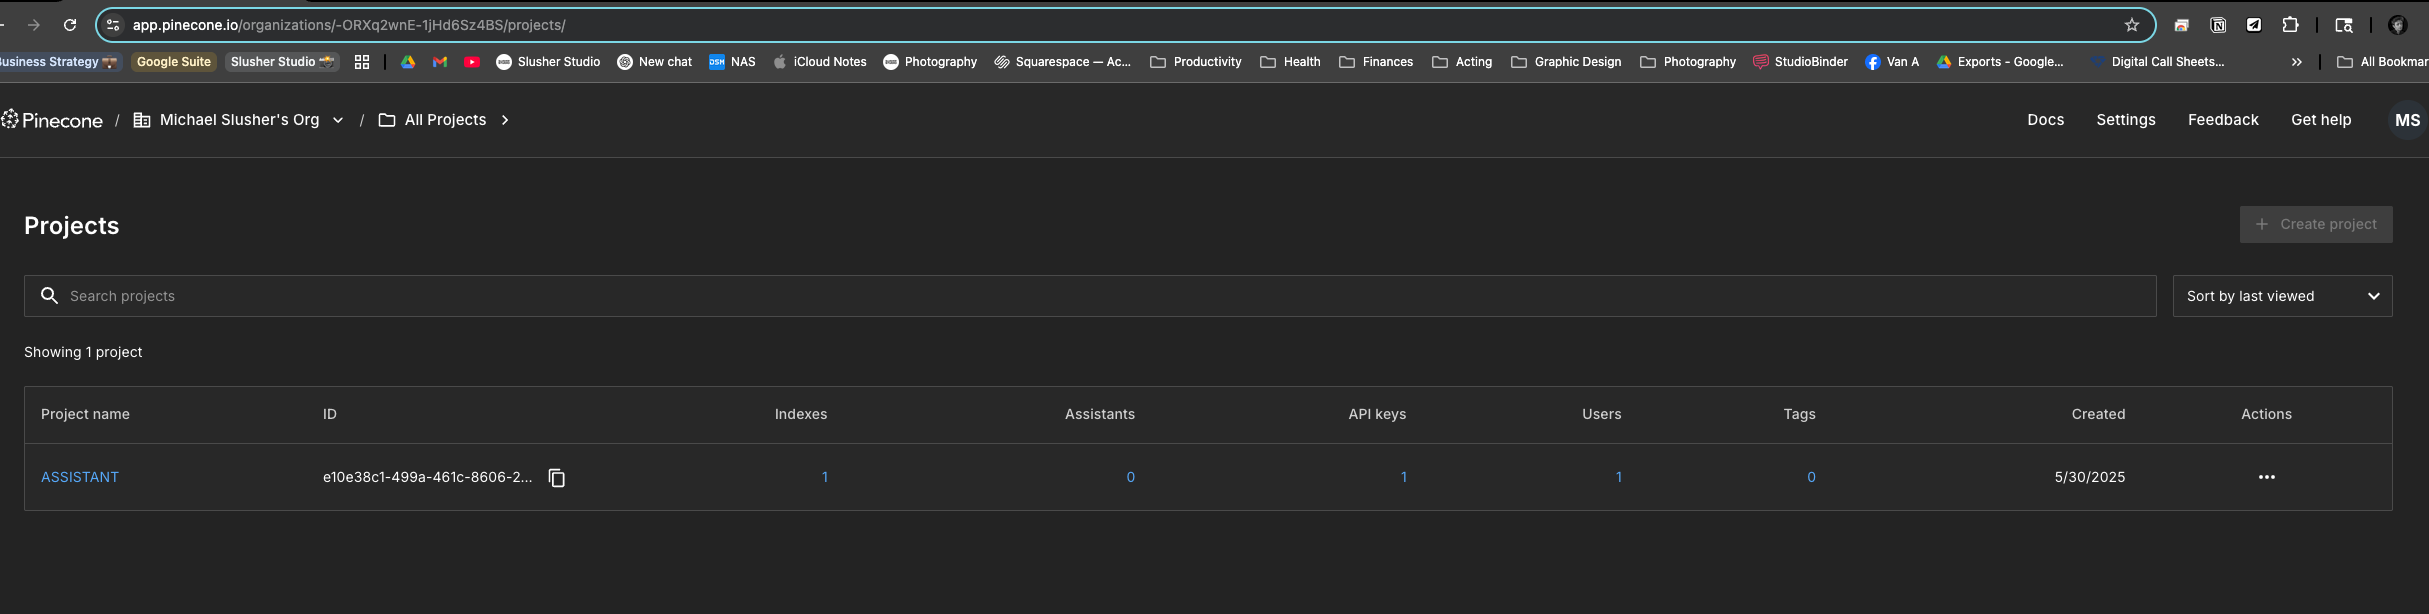 app.pinecone.io/organizations/-ORXq2wnE-1jHd6Sz4BS/projects/
Business Strategy Google Suite Slusher Studio Slusher Studio New chat DSM NAS iCloud Notes Photography Squarespace — Ac... Productivity Health Finances Acting Graphic Design Photography StudioBinder Van A Exports - Google... Digital Call Sheets... » All Bookmar
Pinecone / Michael Slusher's Org / All Projects Docs Settings Feedback Get help MS
Projects + Create project
Search projects Sort by last viewed
Showing 1 project
Project name ID Indexes Assistants API keys Users Tags Created Actions
ASSISTANT e10e38c1-499a-461c-8606-2... 1 0 1 1 0 5/30/2025 •••